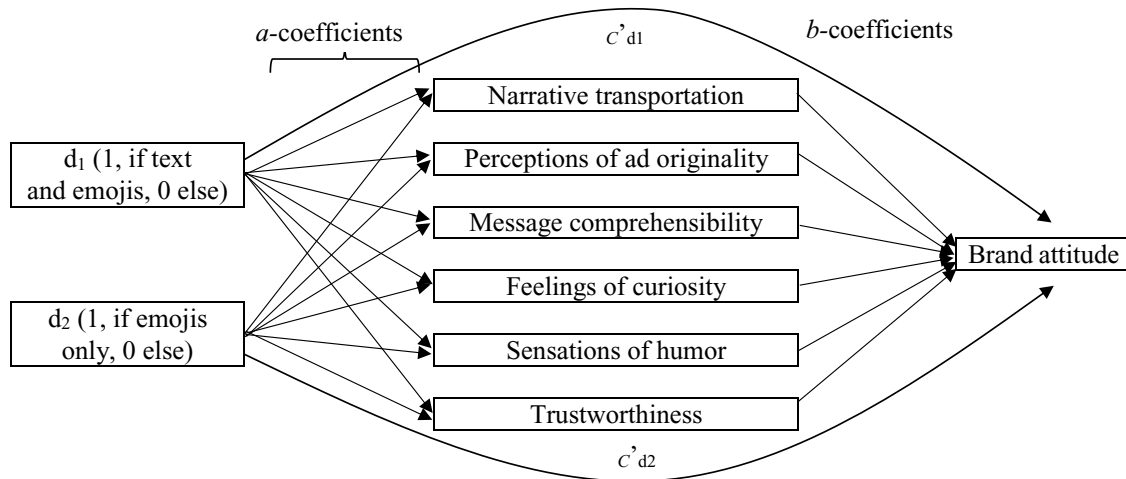 a-coefficients
c’d1
b-coefficients
Narrative transportation
d1 (1, if text
and emojis, 0 else)
Perceptions of ad originality
Message comprehensibility
Brand attitude
Feelings of curiosity
d2 (1, if emojis
only, 0 else)
Sensations of humor
Trustworthiness
c’d2